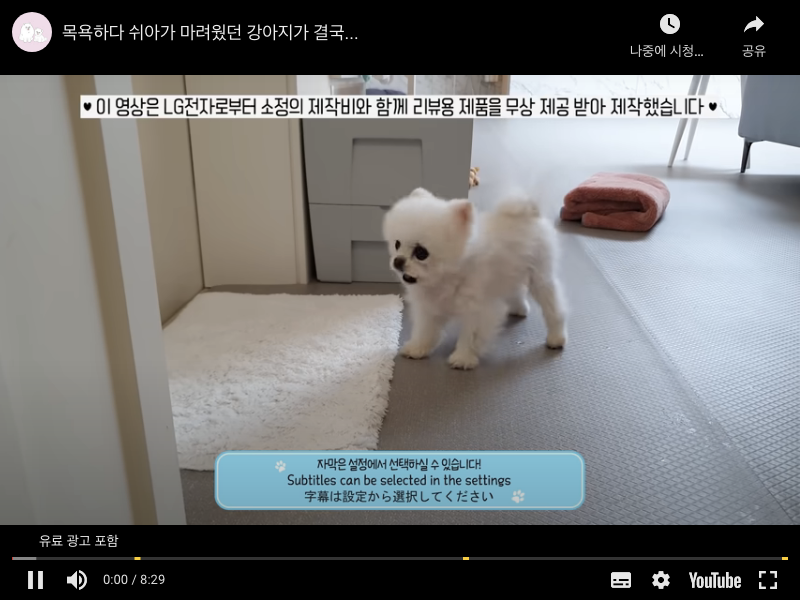 목욕하다 쉬아가 마려웠던 강아지가 결국...
나중에 시청...
공유
♥ 이 영상은 LG전자로부터 소정의 제작비와 함께 리뷰용 제품을 무상 제공 받아 제작했습니다 ♥
자막은 설정에서 선택하실 수 있습니다!
Subtitles can be selected in the settings
字幕は設定から選択してください
유료 광고 포함
0:00 / 8:29
YouTube